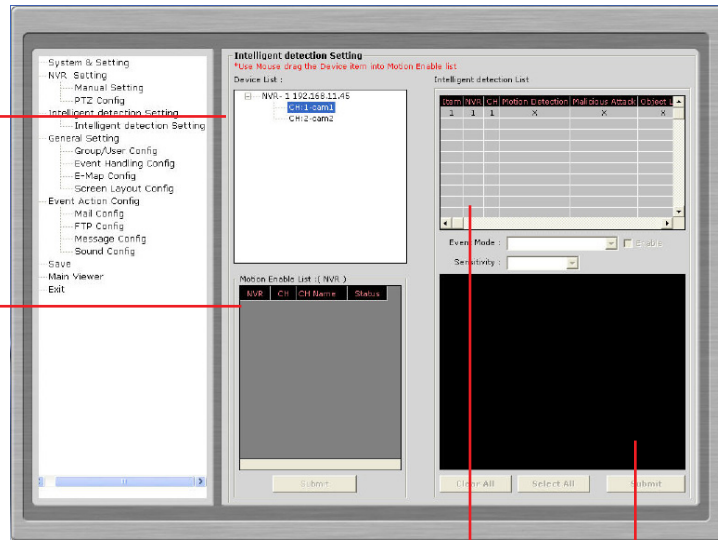 System & Setting
NVR Setting
Manual Setting
PTZ Config
Intelligent detection Setting
Intelligent detection Setting
General Setting
Group/User Config
Event Handling Config
E-Map Config
Screen Layout Config
Event Action Config
Mail Config
FTP Config
Message Config
Sound Config
Save
Main Viewer
Exit
Intelligent detection Setting
*Use Mouse drag the Device item into Motion Enable list
Device List :
NVR- 1 192.168.11.45
CH:1-cam1
CH:2-cam2
Motion Enable List :( NVR )
NVR CH CH Name Status
Submit
Intelligent detection List
Item NVR CH Motion Detection Malicious Attack Object L
1 1 1 X X X
Event Mode : Enable
Sensitivity :
Clear All Select All Submit